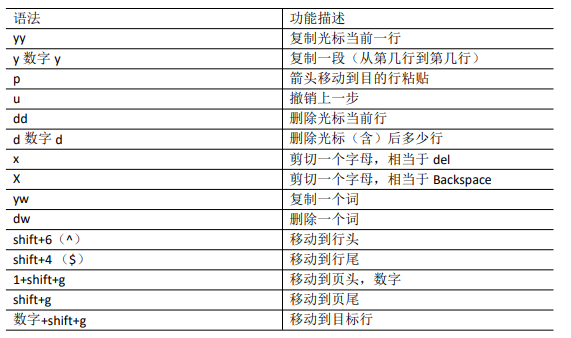 语法 功能描述
yy 复制光标当前一行
y 数字 y 复制一段（从第几行到第几行）
p 箭头移动到目的行粘贴
u 撤销上一步
dd 删除光标当前行
d 数字 d 删除光标（含）后多少行
x 剪切一个字母，相当于 del
X 剪切一个字母，相当于 Backspace
yw 复制一个词
dw 删除一个词
shift+6（^） 移动到行头
shift+4 （$） 移动到行尾
1+shift+g 移动到页头，数字
shift+g 移动到页尾
数字+shift+g 移动到目标行